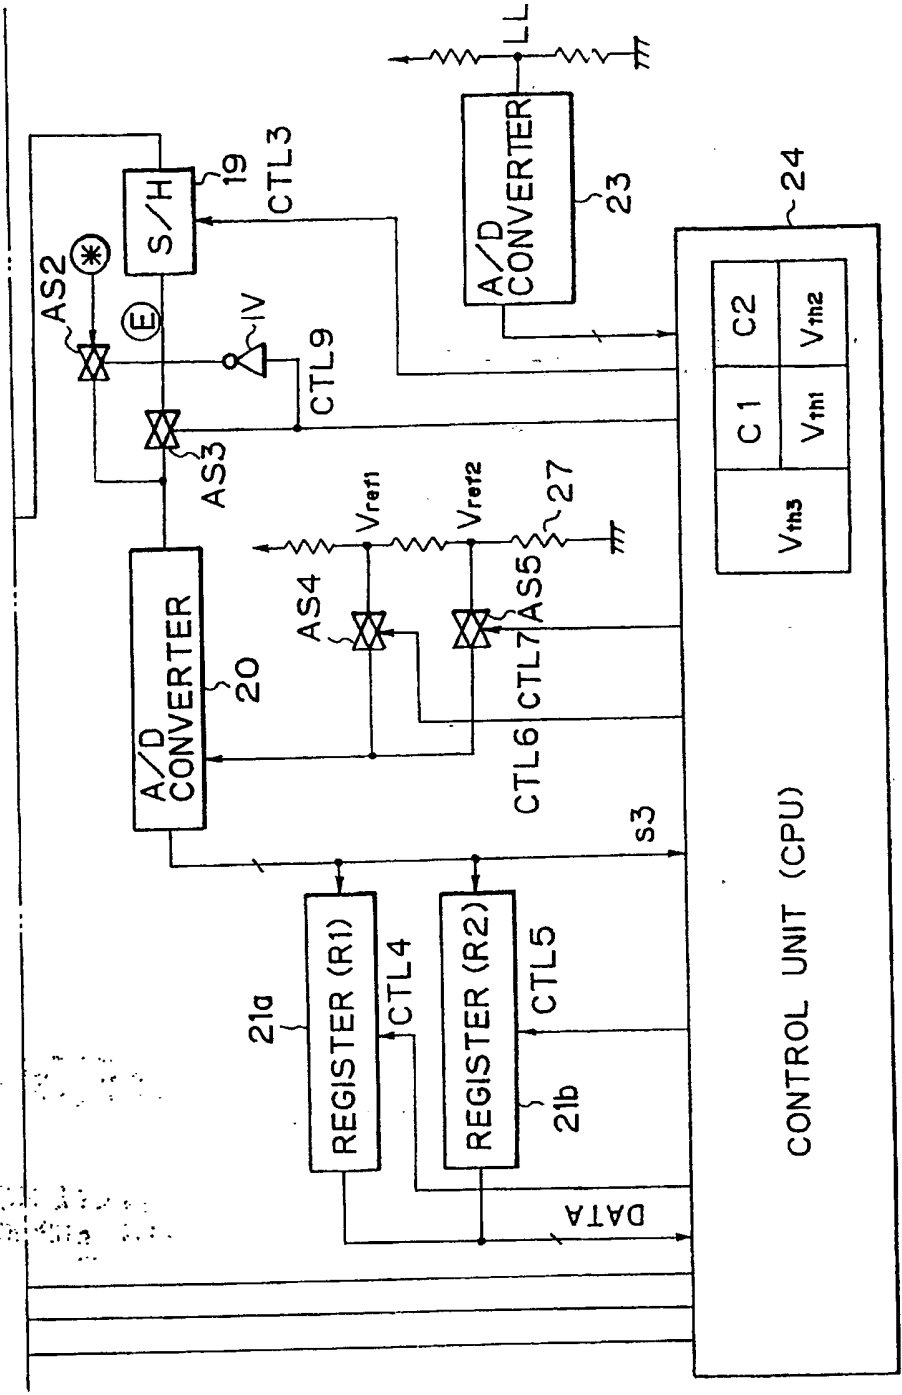 LL
A/D
CONVERTER
23
S/H
19
CTL3
AS2
✱
E
IV
CTL9
AS3
A/D
CONVERTER
20
Vref1
Vref2
27
AS4
AS5
CTL7
CTL6
s3
REGISTER (R1)
21a
CTL4
REGISTER (R2)
21b
CTL5
DATA
24
C1
C2
Vth3
Vth1
Vth2
CONTROL UNIT (CPU)